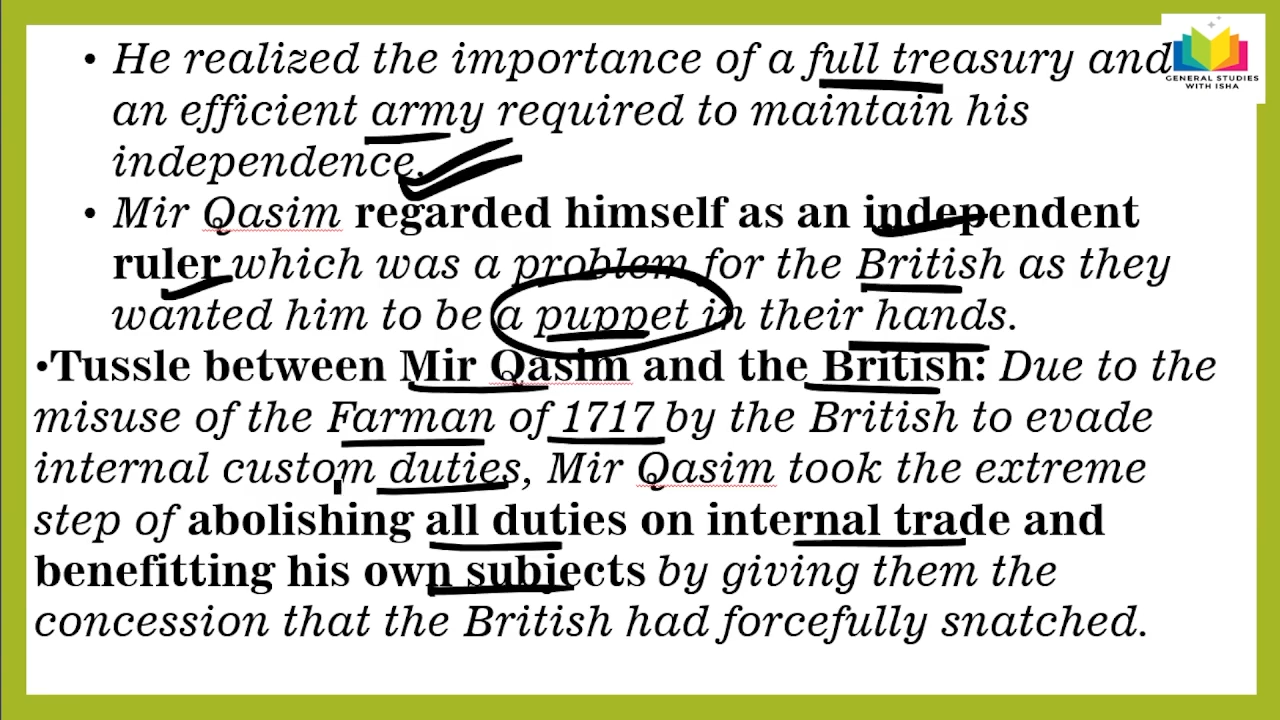 • He realized the importance of a full treasury and
an efficient army required to maintain his
independence.
• Mir Qasim regarded himself as an independent
ruler which was a problem for the British as they
wanted him to be a puppet in their hands.
•Tussle between Mir Qasim and the British: Due to the
misuse of the Farman of 1717 by the British to evade
internal custom duties, Mir Qasim took the extreme
step of abolishing all duties on internal trade and
benefitting his own subjects by giving them the
concession that the British had forcefully snatched.
GENERAL STUDIES
WITH ISHA